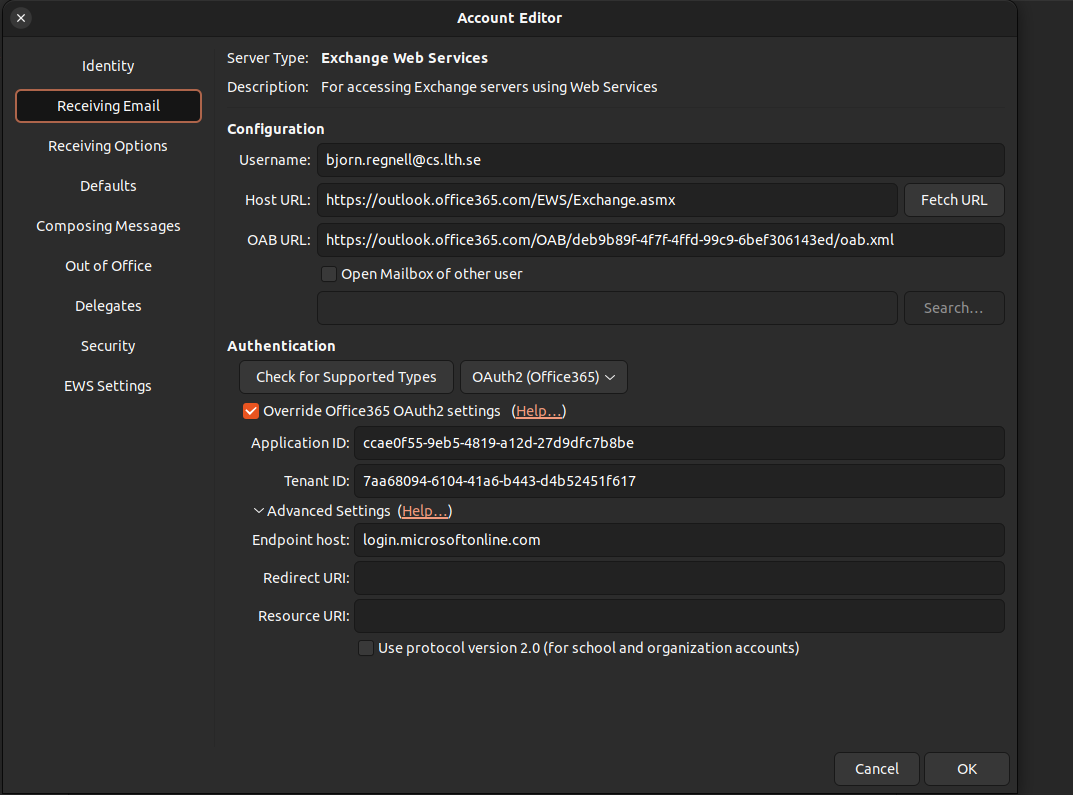 Account Editor
Identity
Receiving Email
Receiving Options
Defaults
Composing Messages
Out of Office
Delegates
Security
EWS Settings
Server Type: Exchange Web Services
Description: For accessing Exchange servers using Web Services
Configuration
Username: bjorn.regnell@cs.lth.se
Host URL: https://outlook.office365.com/EWS/Exchange.asmx Fetch URL
OAB URL: https://outlook.office365.com/OAB/deb9b89f-4f7f-4ffd-99c9-6bef306143ed/oab.xml
Open Mailbox of other user
Search...
Authentication
Check for Supported Types OAuth2 (Office365)
Override Office365 OAuth2 settings (Help...)
Application ID: ccae0f55-9eb5-4819-a12d-27d9dfc7b8be
Tenant ID: 7aa68094-6104-41a6-b443-d4b52451f617
Advanced Settings (Help...)
Endpoint host: login.microsoftonline.com
Redirect URI:
Resource URI:
Use protocol version 2.0 (for school and organization accounts)
Cancel OK